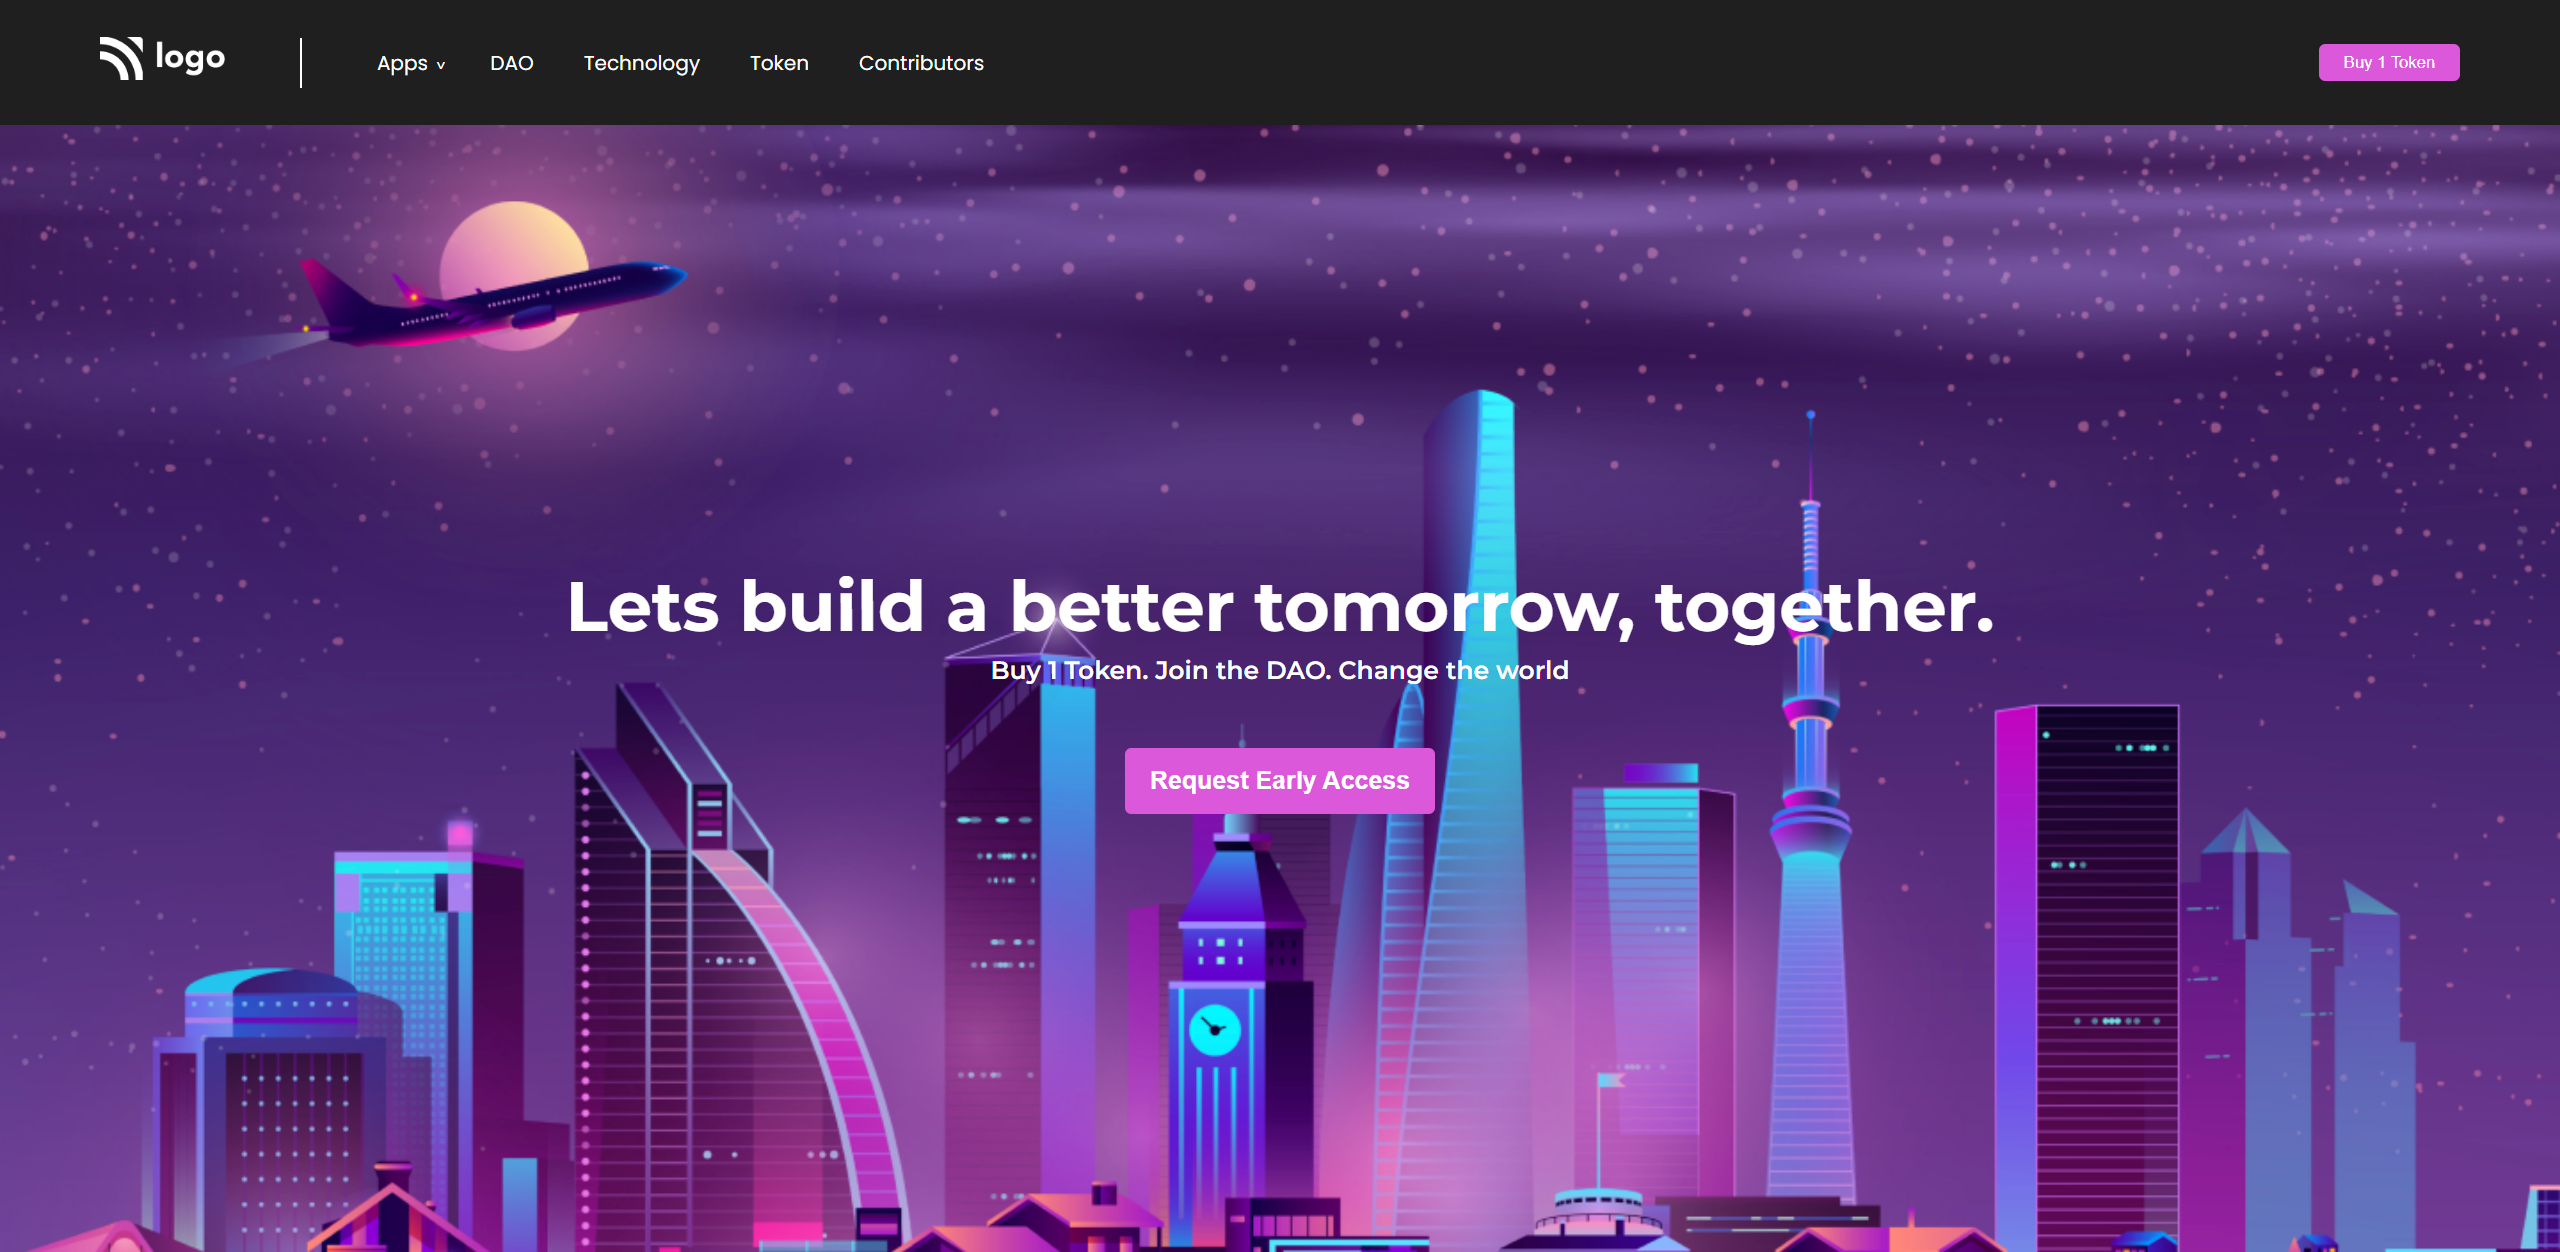 logo
Apps v DAO Technology Token Contributors
Buy 1 Token
Lets build a better tomorrow, together.
Buy 1 Token. Join the DAO. Change the world
Request Early Access